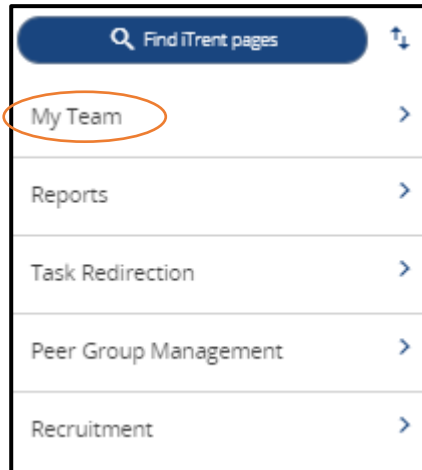 Find iTrent pages
My Team
Reports
Task Redirection
Peer Group Management
Recruitment